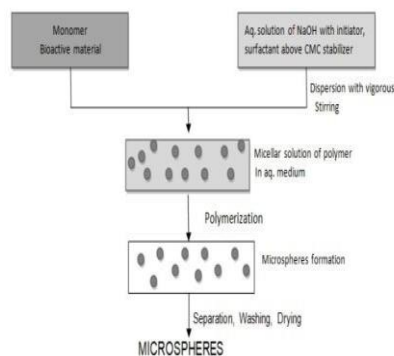 Monomer
Bioactive material
Aq. solution of NaOH with initiator,
surfactant above CMC stabilizer
Dispersion with vigorous
Stirring
Micellar solution of polymer
In aq. medium
Polymerization
Microspheres formation
Separation, Washing, Drying
MICROSPHERES